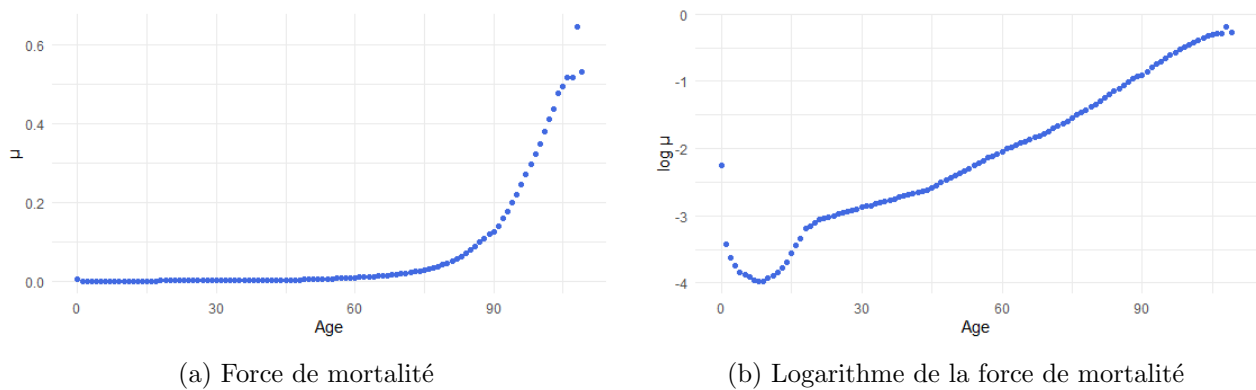 0.6
0.4
0.2
0.0
μ
0
30
60
90
Age
(a) Force de mortalité
0
-1
-2
-3
-4
log μ
0
30
60
90
Age
(b) Logarithme de la force de mortalité